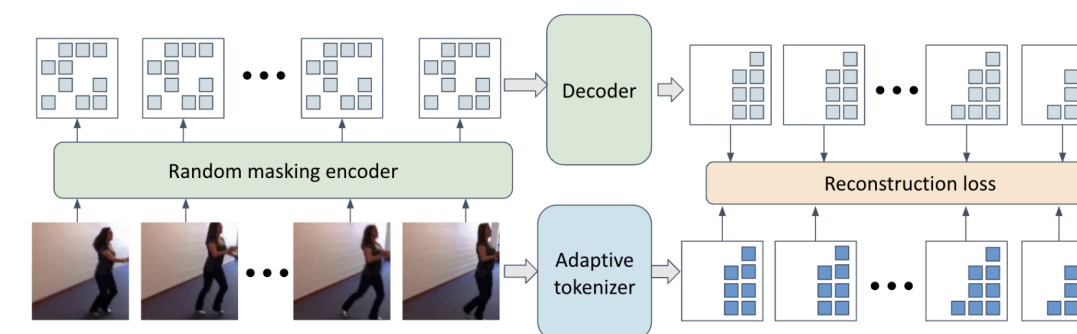 Decoder
Random masking encoder
Reconstruction loss
Adaptive
tokenizer